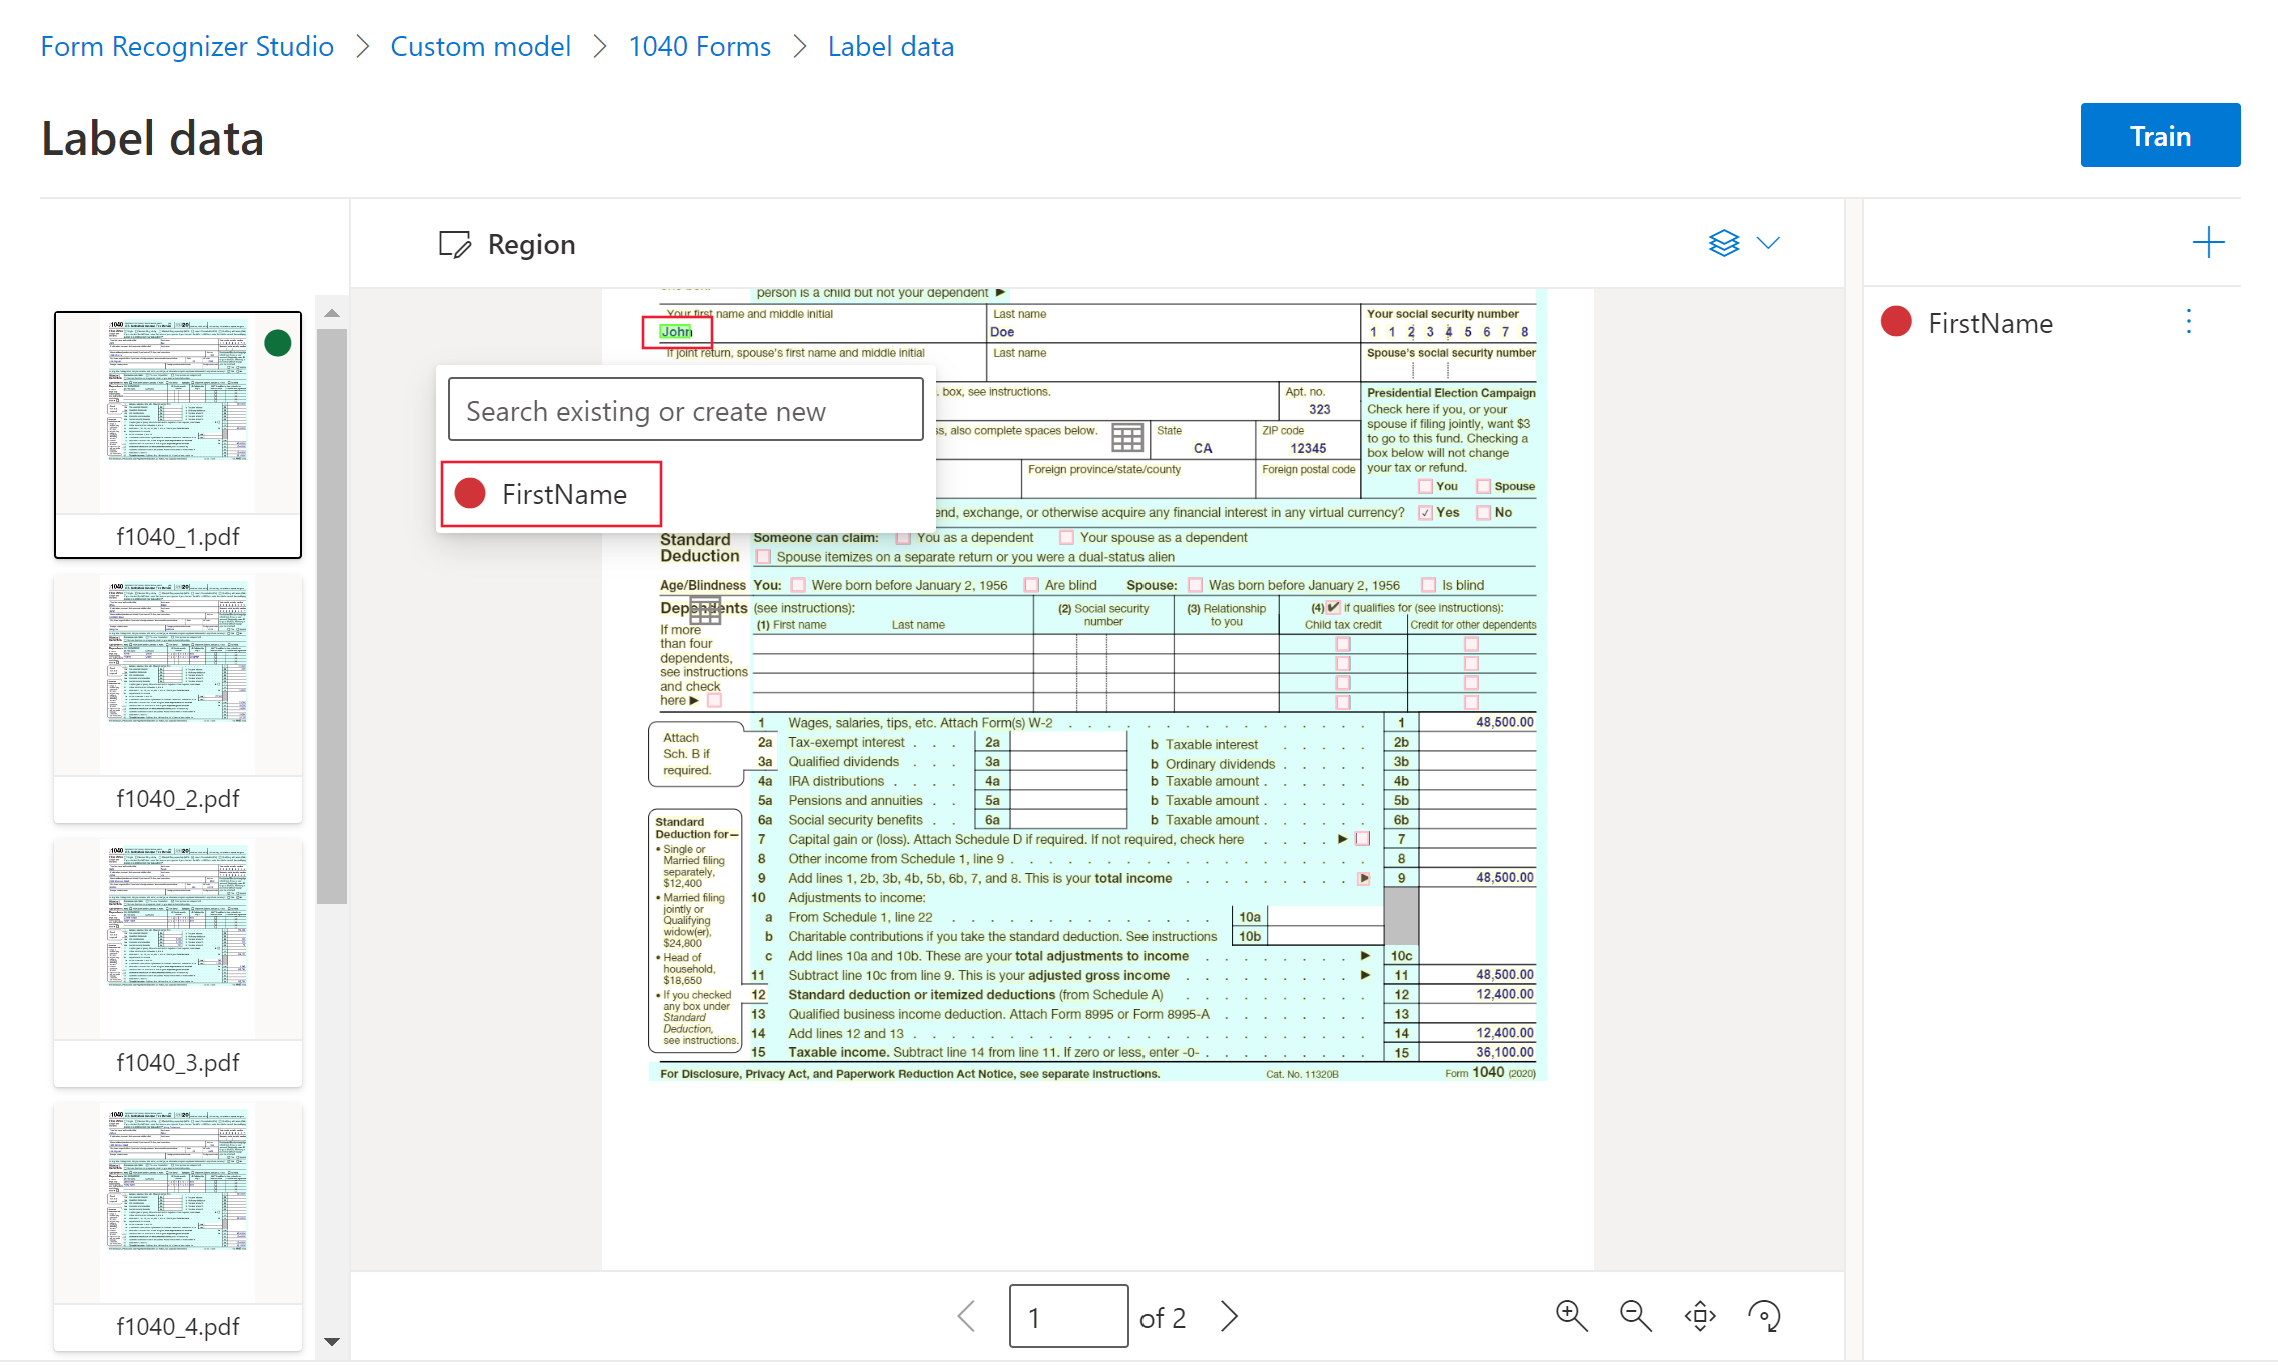 Form Recognizer Studio > Custom model > 1040 Forms > Label data
Label data
Train
Region
FirstName
f1040_1.pdf
f1040_2.pdf
f1040_3.pdf
f1040_4.pdf
person is a child but not your dependent ▶
Your first name and middle initial
Last name
Your social security number
John
Doe
1 1 2 3 4 5 6 7 8
If joint return, spouse's first name and middle initial
Last name
Spouse's social security number
Search existing or create new
FirstName
box, see instructions.
Apt. no.
323
also complete spaces below.
State
CA
ZIP code
12345
Foreign province/state/county
Foreign postal code
Presidential Election Campaign
Check here if you, or your
spouse if filing jointly, want $3
to go to this fund. Checking a
box below will not change
your tax or refund.
You Spouse
exchange, or otherwise acquire any financial interest in any virtual currency? Yes No
Standard
Deduction
Someone can claim: You as a dependent Your spouse as a dependent
Spouse itemizes on a separate return or you were a dual-status alien
Age/Blindness You: Were born before January 2, 1956 Are blind Spouse: Was born before January 2, 1956 Is blind
Dependents (see instructions):
(1) First name Last name
(2) Social security
number
(3) Relationship
to you
(4) ✔ if qualifies for (see instructions):
Child tax credit Credit for other dependents
If more
than four
dependents,
see instructions
and check
here ▶
Attach
Sch. B if
required.
1 Wages, salaries, tips, etc. Attach Form(s) W-2 . . . 1 48,500.00
2a Tax-exempt interest . . . 2a b Taxable interest . . . 2b
3a Qualified dividends . . . 3a b Ordinary dividends . . . 3b
4a IRA distributions . . . 4a b Taxable amount . . . 4b
5a Pensions and annuities . . 5a b Taxable amount . . . 5b
6a Social security benefits . . 6a b Taxable amount . . . 6b
7 Capital gain or (loss). Attach Schedule D if required. If not required, check here . . . ▶ 7
8 Other income from Schedule 1, line 9 . . . 8
9 Add lines 1, 2b, 3b, 4b, 5b, 6b, 7, and 8. This is your total income . . . ▶ 9 48,500.00
10 Adjustments to income:
a From Schedule 1, line 22 . . . 10a
b Charitable contributions if you take the standard deduction. See instructions 10b
c Add lines 10a and 10b. These are your total adjustments to income . . . ▶ 10c
11 Subtract line 10c from line 9. This is your adjusted gross income . . . ▶ 11 48,500.00
12 Standard deduction or itemized deductions (from Schedule A) . . . 12 12,400.00
13 Qualified business income deduction. Attach Form 8995 or Form 8995-A . . . 13
14 Add lines 12 and 13 . . . 14 12,400.00
15 Taxable income. Subtract line 14 from line 11. If zero or less, enter -0- . . . 15 36,100.00
Standard
Deduction for—
• Single or
Married filing
separately,
$12,400
• Married filing
jointly or
Qualifying
widow(er),
$24,800
• Head of
household,
$18,650
• If you checked
any box under
Standard
Deduction,
see instructions.
For Disclosure, Privacy Act, and Paperwork Reduction Act Notice, see separate instructions.
Cat. No. 11320B
Form 1040 (2020)
1 of 2